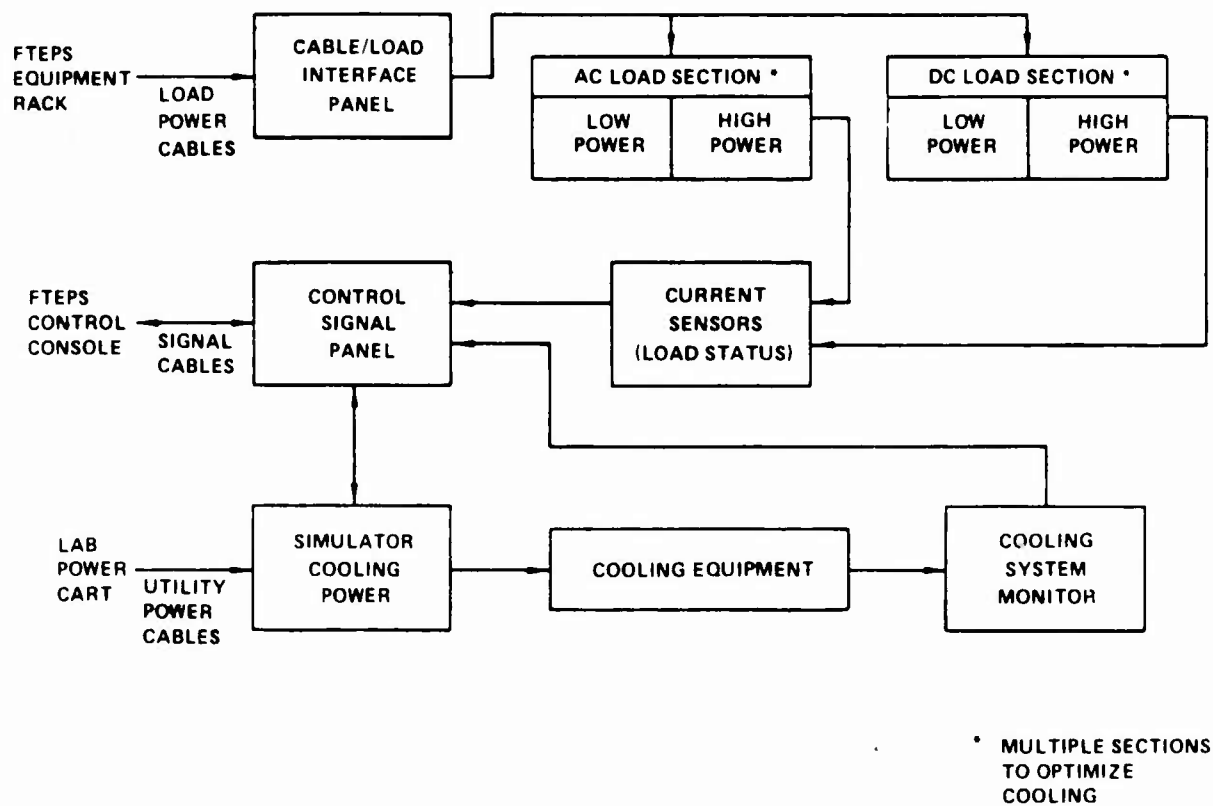 FTEPS
EQUIPMENT
RACK
LOAD
POWER
CABLES
CABLE/LOAD
INTERFACE
PANEL
AC LOAD SECTION *
LOW
POWER
HIGH
POWER
DC LOAD SECTION *
LOW
POWER
HIGH
POWER
FTEPS
CONTROL
CONSOLE
SIGNAL
CABLES
CONTROL
SIGNAL
PANEL
CURRENT
SENSORS
(LOAD STATUS)
LAB
POWER
CART
UTILITY
POWER
CABLES
SIMULATOR
COOLING
POWER
COOLING EQUIPMENT
COOLING
SYSTEM
MONITOR
* MULTIPLE SECTIONS
TO OPTIMIZE
COOLING